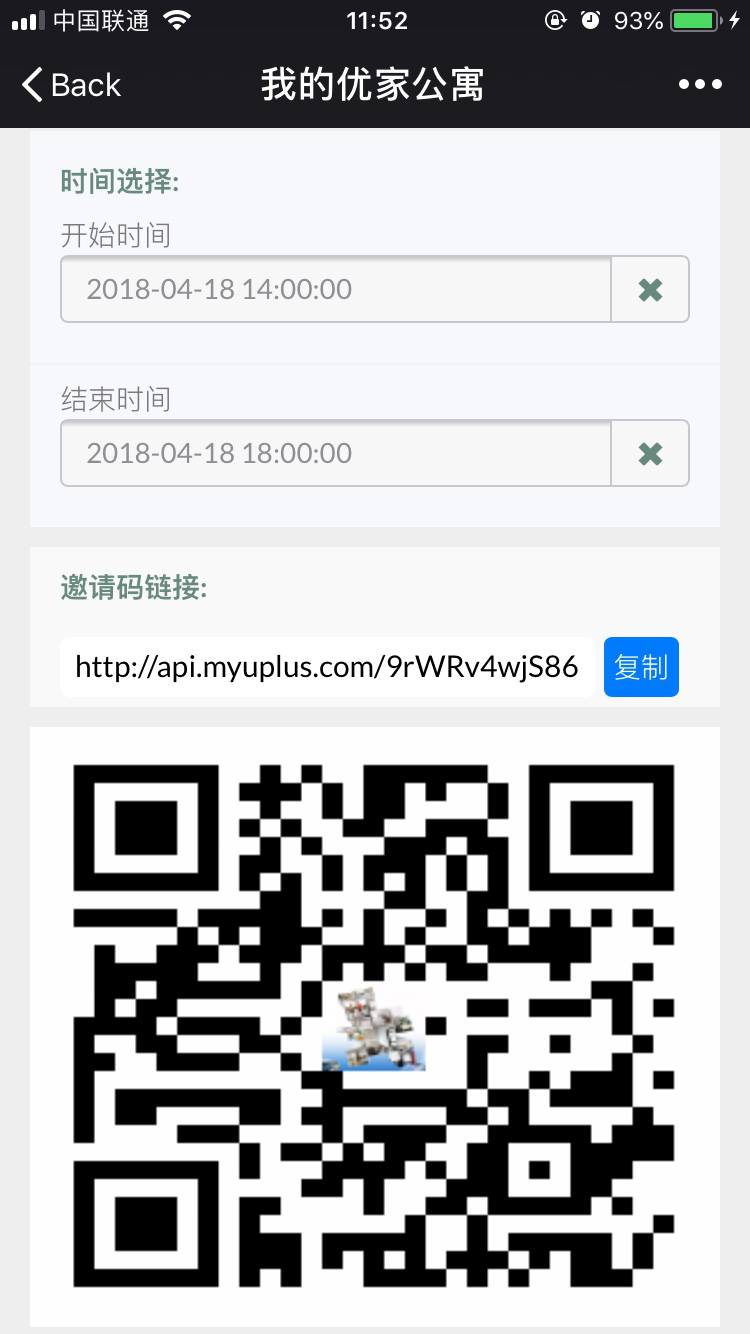 中国联通 11:52 93%
Back 我的优家公寓
时间选择:
开始时间
2018-04-18 14:00:00
结束时间
2018-04-18 18:00:00
邀请码链接:
http://api.myuplus.com/9rWRv4wjS86 复制